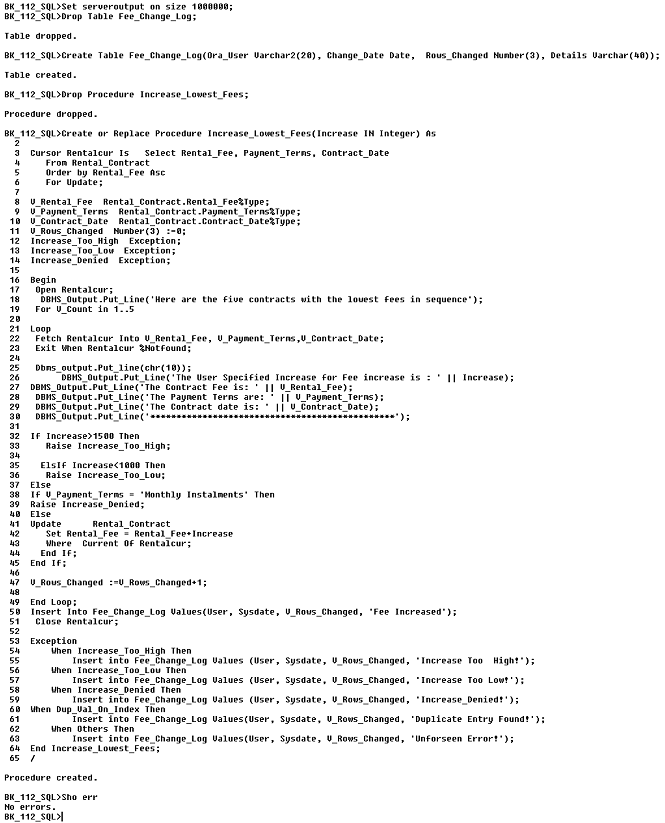 BK_112_SQL>Set serveroutput on size 1000000;
BK_112_SQL>Drop Table Fee_Change_Log;

Table dropped.

BK_112_SQL>Create Table Fee_Change_Log(Ora_User Varchar2(20), Change_Date Date,  Rows_Changed Number(3), Details Varchar(40));

Table created.

BK_112_SQL>Drop Procedure Increase_Lowest_Fees;

Procedure dropped.

BK_112_SQL>Create or Replace Procedure Increase_Lowest_Fees(Increase IN Integer) As
  2
  3  Cursor Rentalcur Is   Select Rental_Fee, Payment_Terms, Contract_Date
  4     From Rental_Contract
  5     Order by Rental_Fee Asc
  6     For Update;
  7
  8  V_Rental_Fee  Rental_Contract.Rental_Fee%Type;
  9  V_Payment_Terms  Rental_Contract.Payment_Terms%Type;
 10  V_Contract_Date  Rental_Contract.Contract_Date%Type;
 11  V_Rows_Changed  Number(3) :=0;
 12  Increase_Too_High  Exception;
 13  Increase_Too_Low  Exception;
 14  Increase_Denied  Exception;
 15
 16  Begin
 17   Open Rentalcur;
 18    DBMS_Output.Put_Line('Here are the five contracts with the lowest fees in sequence');
 19   For V_Count in 1..5
 20
 21  Loop
 22   Fetch Rentalcur Into V_Rental_Fee, V_Payment_Terms,V_Contract_Date;
 23   Exit When Rentalcur %Notfound;
 24
 25   Dbms_output.Put_line(chr(10));
 26        DBMS_Output.Put_Line('The User Specified Increase for Fee increase is : ' || Increase);
 27  DBMS_Output.Put_Line('The Contract Fee is: ' || V_Rental_Fee);
 28   DBMS_Output.Put_Line('The Payment Terms are: ' || V_Payment_Terms);
 29   DBMS_Output.Put_Line('The Contract date is: ' || V_Contract_Date);
 30   DBMS_Output.Put_Line('***********************************************');
 31
 32  If Increase>1500 Then
 33     Raise Increase_Too_High;
 34
 35    ElsIf Increase<1000 Then
 36     Raise Increase_Too_Low;
 37  Else
 38  If V_Payment_Terms = 'Monthly Instalments' Then
 39  Raise Increase_Denied;
 40  Else
 41  Update      Rental_Contract
 42     Set Rental_Fee = Rental_Fee+Increase
 43     Where  Current Of Rentalcur;
 44    End If;
 45  End If;
 46
 47  V_Rows_Changed :=V_Rows_Changed+1;
 48
 49  End Loop;
 50  Insert Into Fee_Change_Log Values(User, Sysdate, V_Rows_Changed, 'Fee Increased');
 51   Close Rentalcur;
 52
 53  Exception
 54      When Increase_Too_High Then
 55          Insert into Fee_Change_Log Values (User, Sysdate, V_Rows_Changed, 'Increase Too  High!');
 56      When Increase_Too_Low Then
 57          Insert into Fee_Change_Log Values (User, Sysdate, V_Rows_Changed, 'Increase Too Low!');
 58      When Increase_Denied Then
 59          Insert into Fee_Change_Log Values (User, Sysdate, V_Rows_Changed, 'Increase_Denied!');
 60  When Dup_Val_On_Index Then
 61          Insert into Fee_Change_Log Values(User, Sysdate, V_Rows_Changed, 'Duplicate Entry Found!');
 62      When Others Then
 63          Insert into Fee_Change_Log Values(User, Sysdate, V_Rows_Changed, 'Unforseen Error!');
 64  End Increase_Lowest_Fees;
 65  /

Procedure created.

BK_112_SQL>Sho err
No errors.
BK_112_SQL>